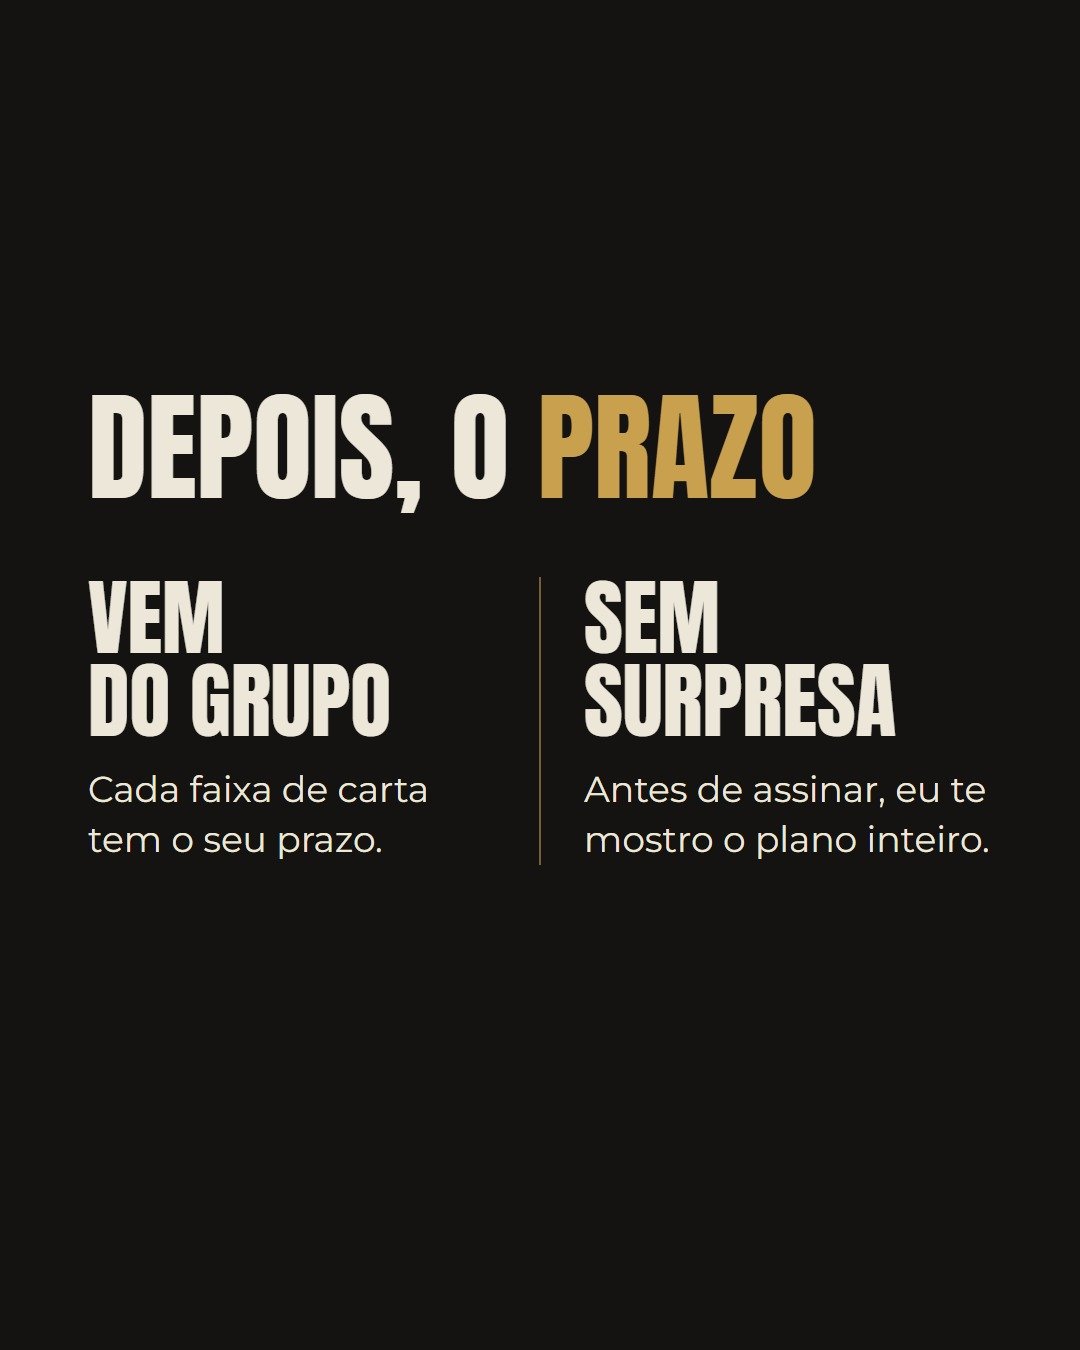 DEPOIS, O PRAZO
VEM
DO GRUPO
Cada faixa de carta
tem o seu prazo.
SEM
SURPRESA
Antes de assinar, eu te
mostro o plano inteiro.